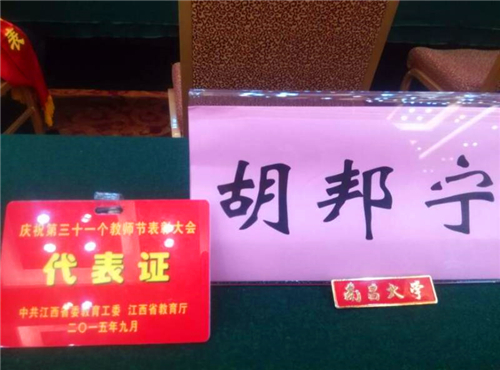 表
胡邦宁
庆祝第三十一个教师节表彰大会
代表证
中共江西省委教育工委 江西省教育厅
二〇一五年九月
南昌大学